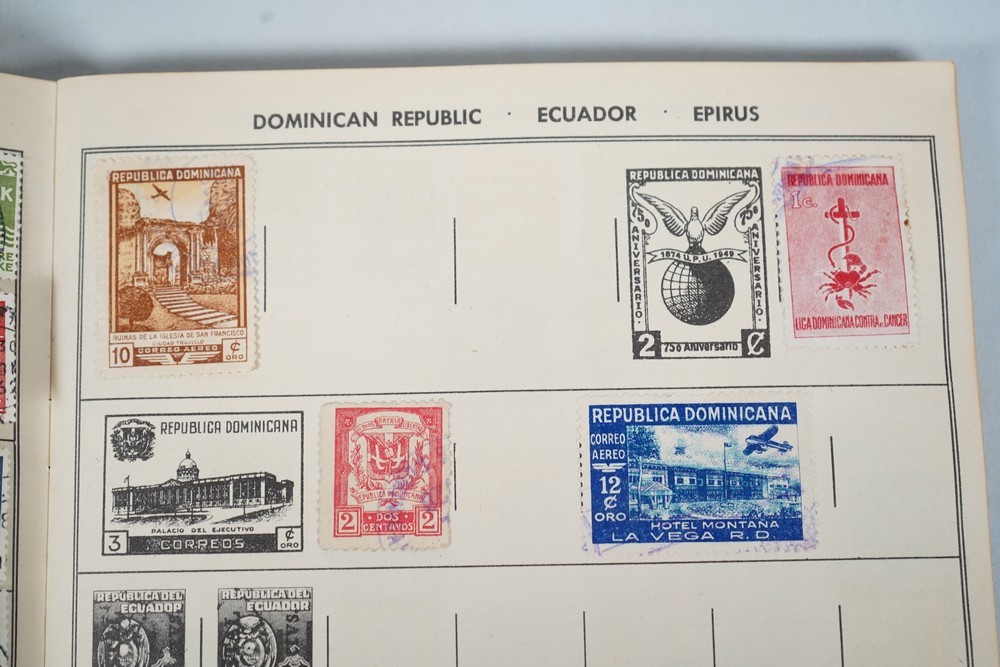 DOMINICAN REPUBLIC · ECUADOR · EPIRUS
REPUBLICA DOMINICANA
RUINAS DE LA IGLESIA DE SAN FRANCISCO
CIUDAD TRUJILLO
10 CORREO AEREO ¢ ORO
REPUBLICA DOMINICANA
75º ANIVERSARIO
75º ANIVERSARIO
1874 U.P.U. 1949
2 75º Aniversario ¢
REPUBLICA DOMINICANA
1c.
LIGA DOMINICANA CONTRA EL CANCER
REPUBLICA DOMINICANA
PALACIO DEL EJECUTIVO
3 CORREOS ¢ ORO
DIOS PATRIA LIBERTAD
REPUBLICA DOMINICANA
2 DOS CENTAVOS 2
REPUBLICA DOMINICANA
CORREO
AEREO
12
¢
ORO
HOTEL MONTAÑA
LA VEGA R.D.
REPUBLICA DEL
ECUADOR
REPUBLICA DEL
ECUADOR
K